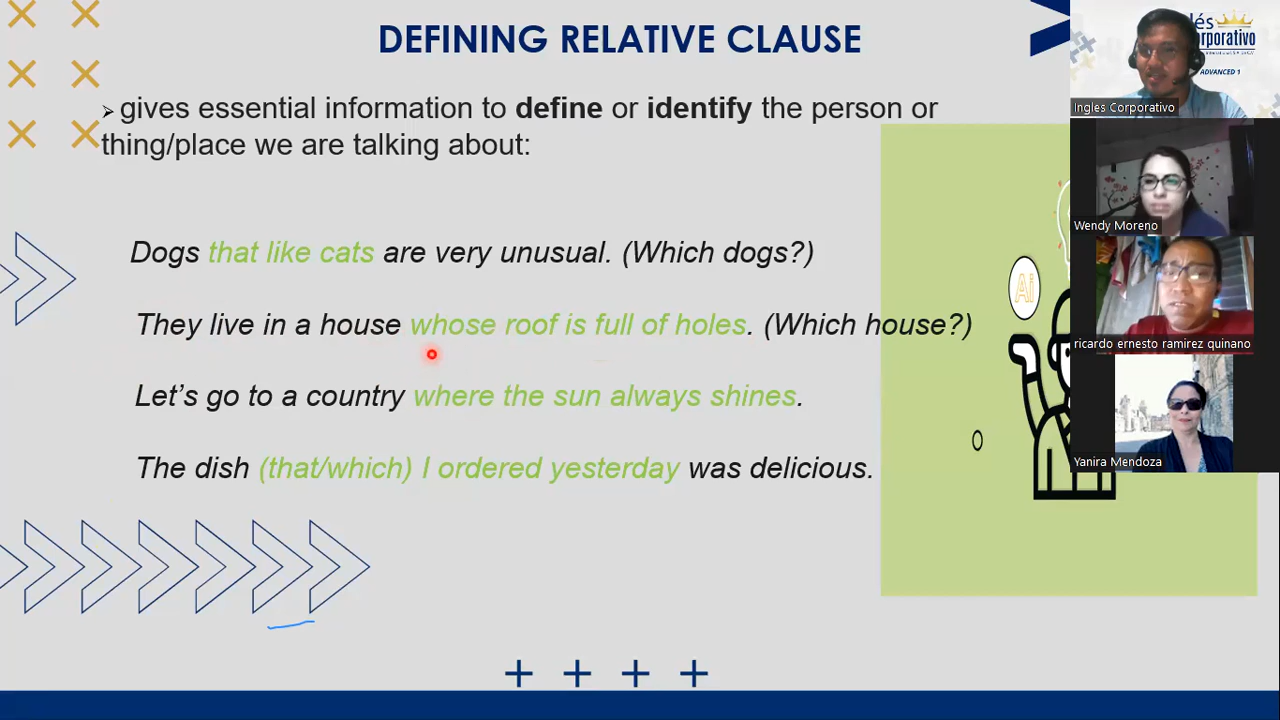 DEFINING RELATIVE CLAUSE
gives essential information to define or identify the person or
thing/place we are talking about:
Dogs that like cats are very unusual. (Which dogs?)
They live in a house whose roof is full of holes. (Which house?)
Let's go to a country where the sun always shines.
The dish (that/which) I ordered yesterday was delicious.
Ai
lés
orporativo
ADVANCED 1
Ingles Corporativo
Wendy Moreno
ricardo ernesto ramirez quinano
Yanira Mendoza